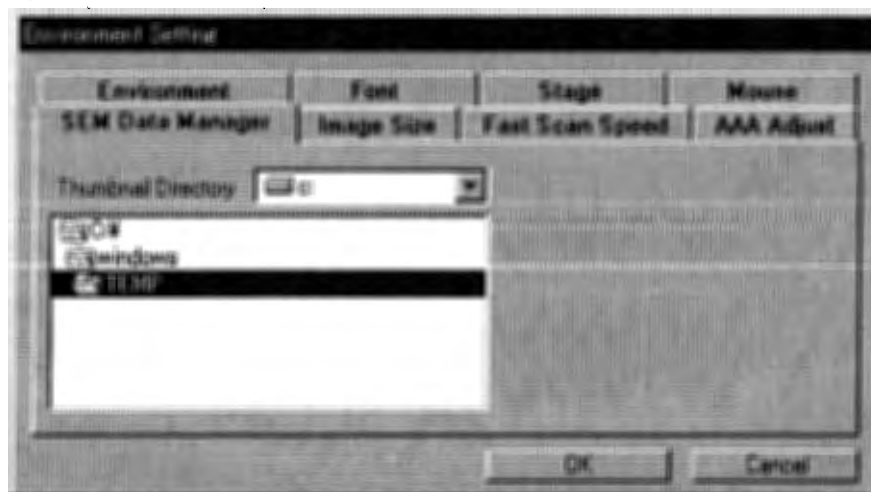 Environment Setting
Environment Font Stage Mouse
SEM Data Manager Image Size Fast Scan Speed AAA Adjust
Thumbnail Directory c:
windows
TEMP
OK Cancel